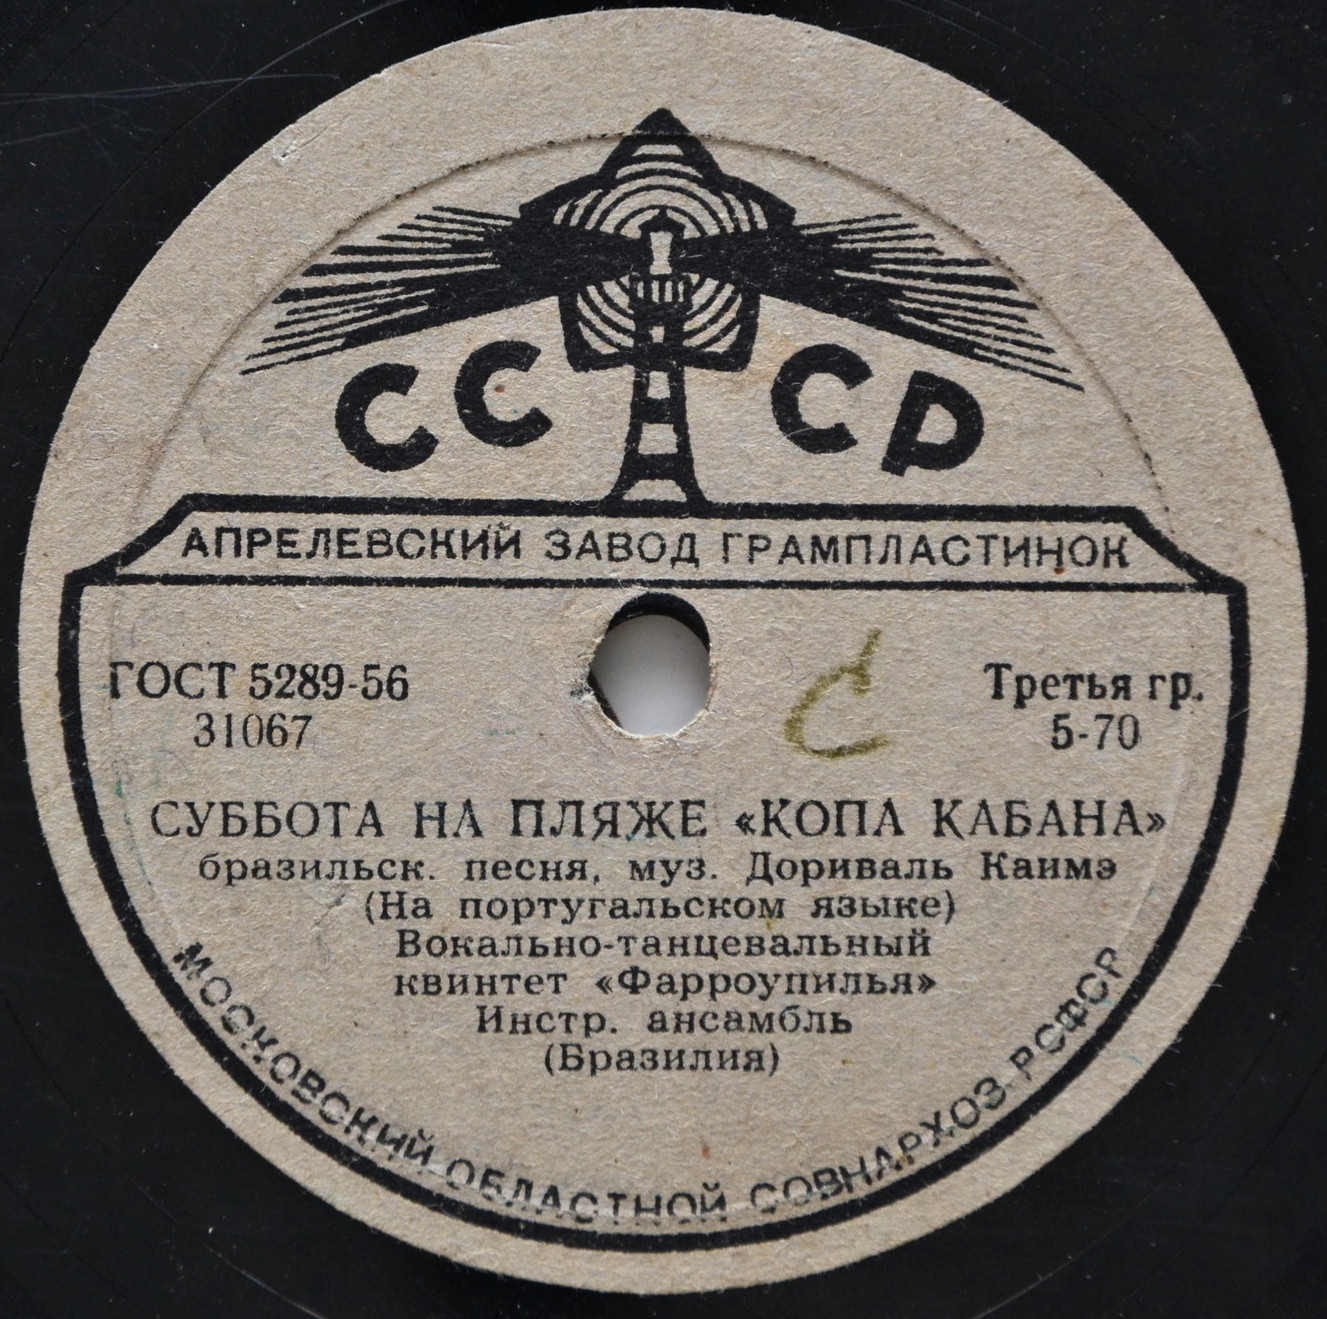 СССР
АПРЕЛЕВСКИЙ ЗАВОД ГРАМПЛАСТИНОК
ГОСТ 5289-56
31067
С
Третья гр.
5-70
СУББОТА НА ПЛЯЖЕ «КОПА КАБАНА»
бразильск. песня, муз. Дориваль Каимэ
(На португальском языке)
Вокально-танцевальный
квинтет «Фарроупилья»
Инстр. ансамбль
(Бразилия)
МОСКОВСКИЙ ОБЛАСТНОЙ СОВНАРХОЗ РСФСР